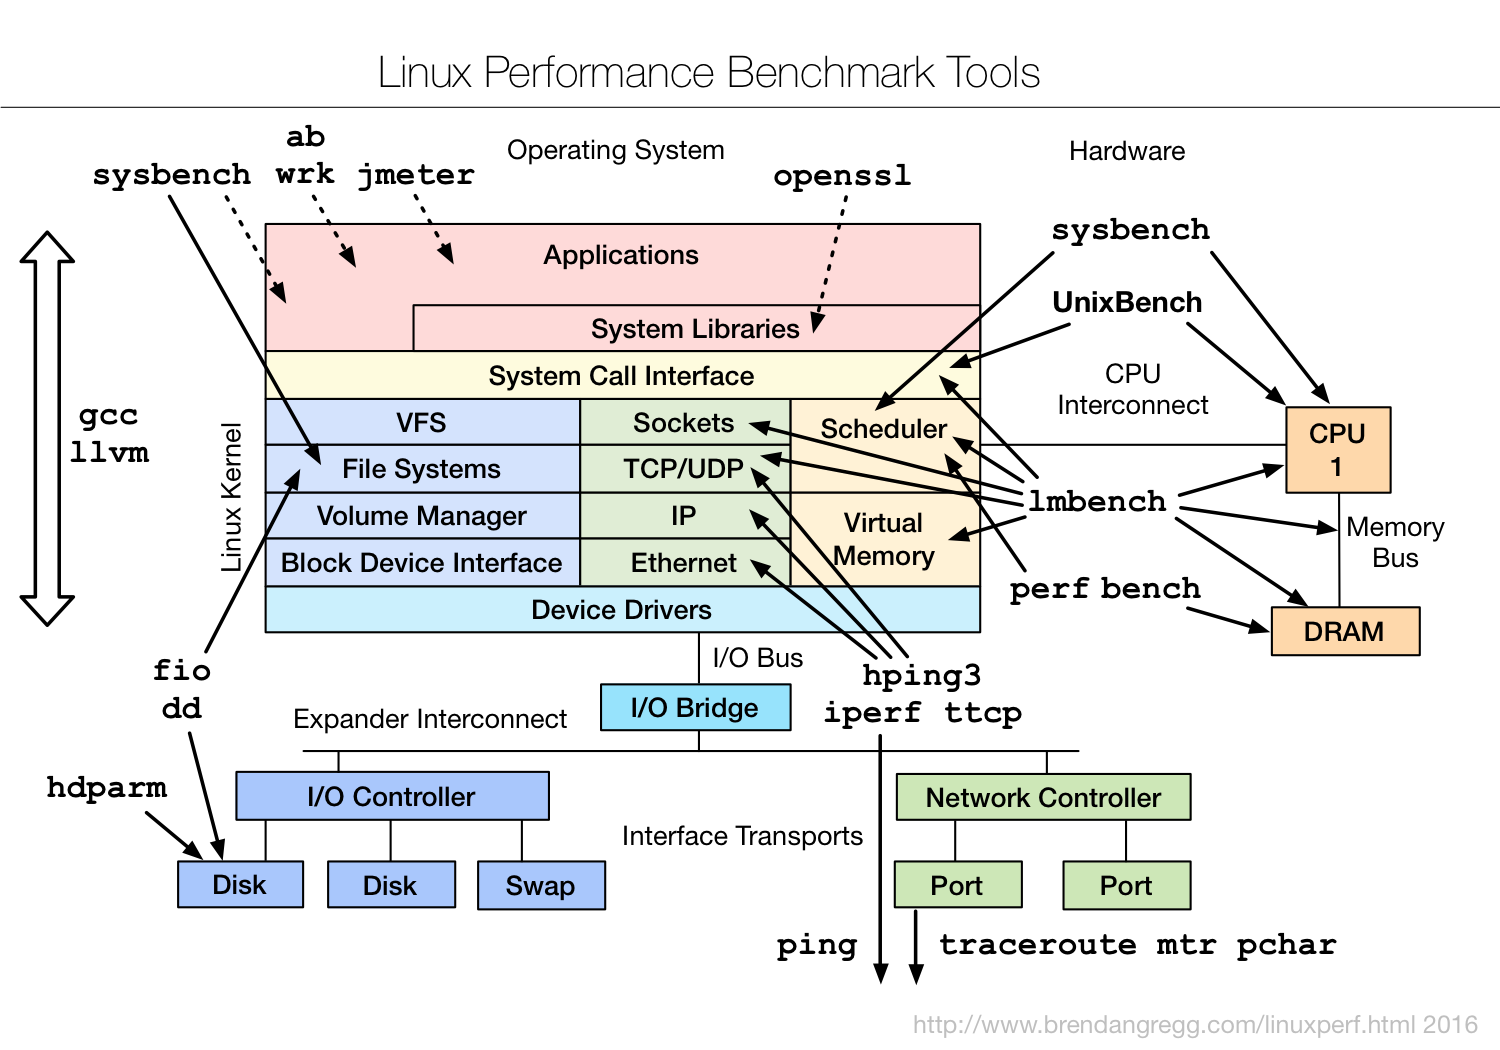 Linux Performance Benchmark Tools
Operating System
Hardware
sysbench
ab
wrk
jmeter
openssl
sysbench
UnixBench
Applications
System Libraries
System Call Interface
CPU
Interconnect
gcc
llvm
Linux Kernel
VFS
Sockets
Scheduler
File Systems
TCP/UDP
Volume Manager
IP
Virtual
Memory
Block Device Interface
Ethernet
Device Drivers
CPU
1
lmbench
Memory
Bus
perf bench
DRAM
fio
dd
I/O Bus
hping3
iperf ttcp
I/O Bridge
Expander Interconnect
hdparm
I/O Controller
Network Controller
Interface Transports
Disk
Disk
Swap
Port
Port
ping
traceroute mtr pchar
http://www.brendangregg.com/linuxperf.html 2016